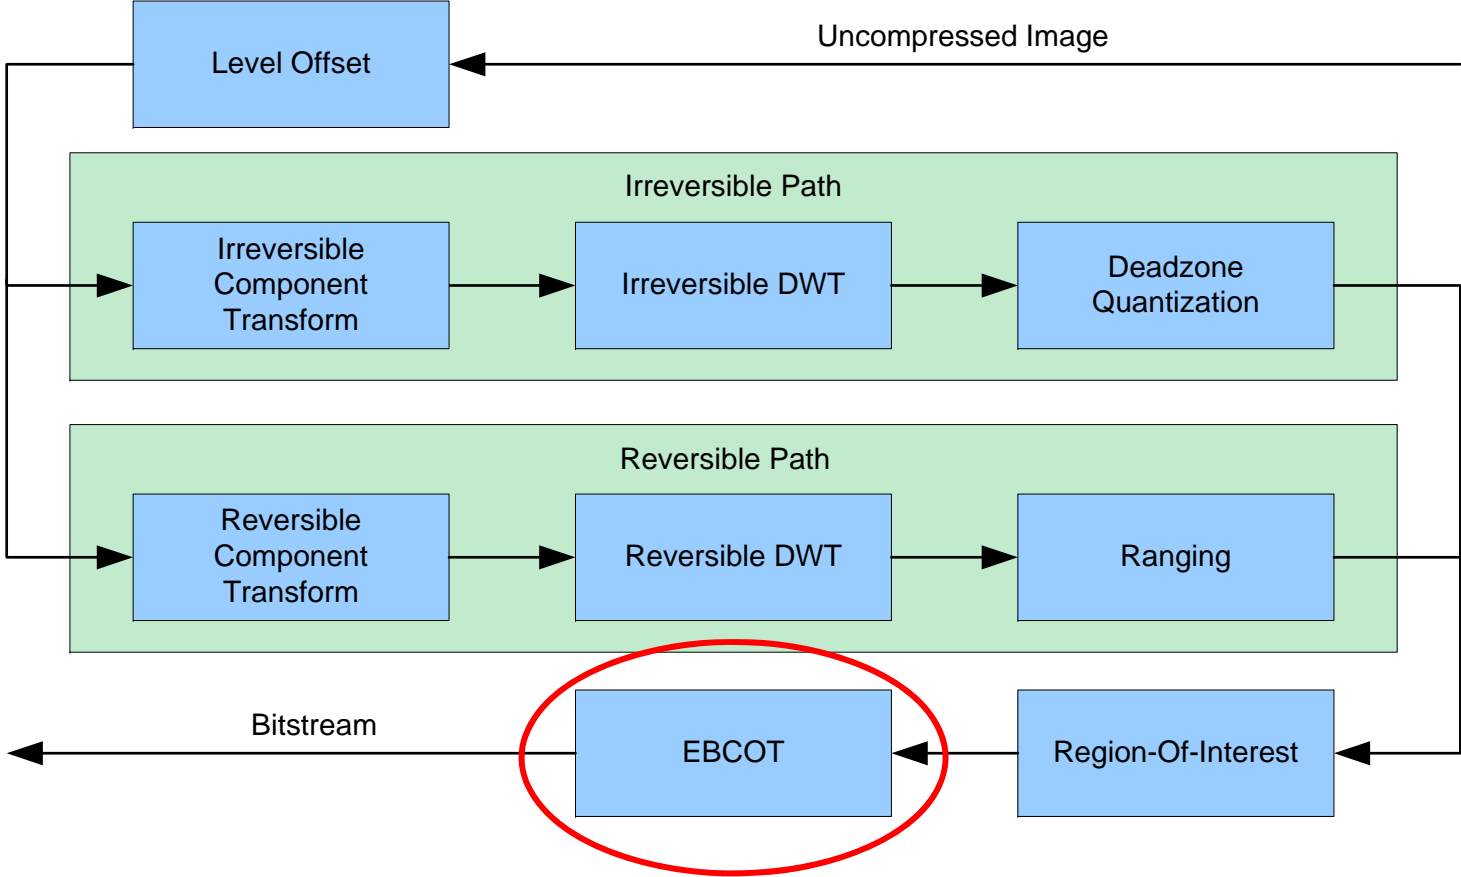 Level Offset
Uncompressed Image
Irreversible Path
Irreversible
Component
Transform
Irreversible DWT
Deadzone
Quantization
Reversible Path
Reversible
Component
Transform
Reversible DWT
Ranging
Bitstream
EBCOT
Region-Of-Interest